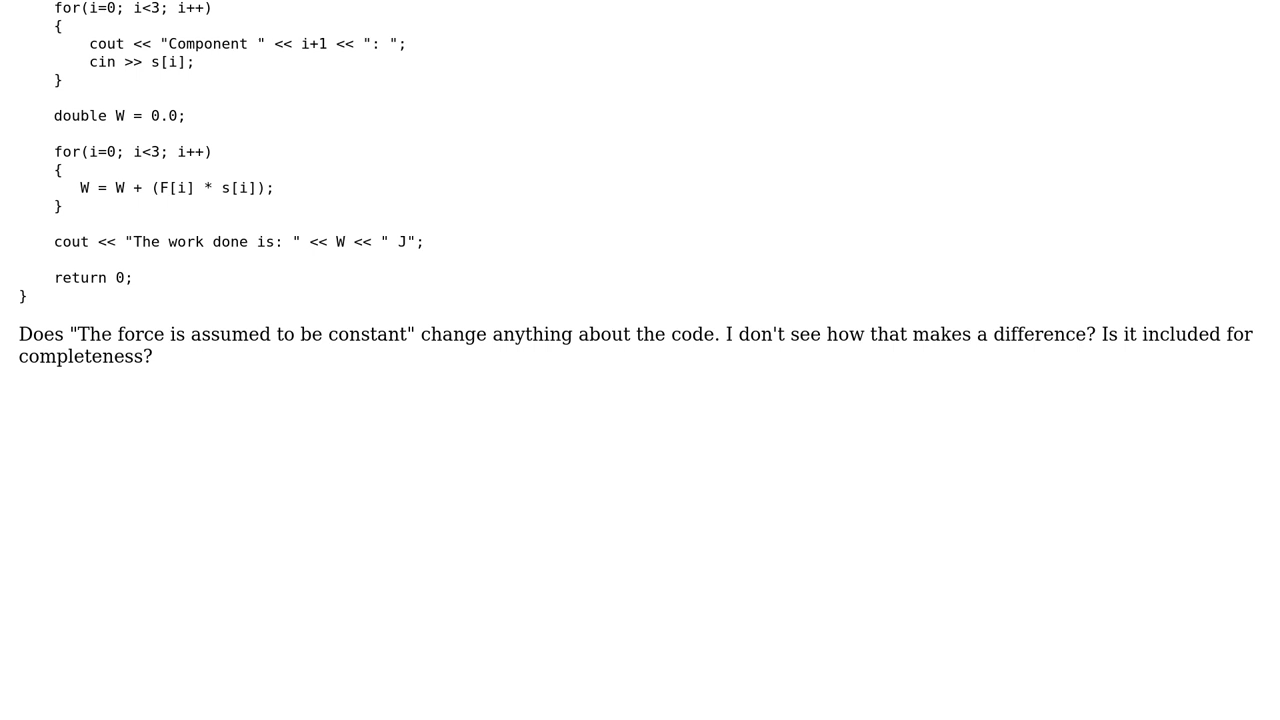 for(i=0; i<3; i++)
{
cout << "Component " << i+1 << ": ";
cin >> s[i];
}
double W = 0.0;
for(i=0; i<3; i++)
{
W = W + (F[i] * s[i]);
}
cout << "The work done is: " << W << " J";
return 0;
}
Does "The force is assumed to be constant" change anything about the code. I don't see how that makes a difference? Is it included for
completeness?